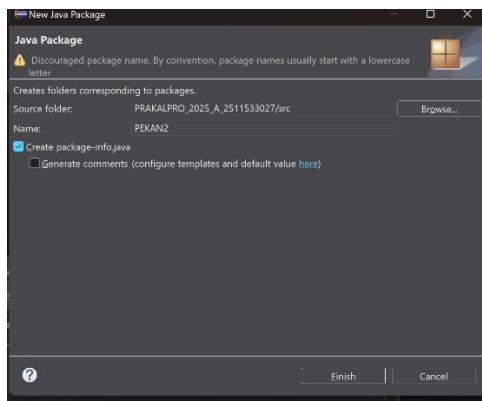 New Java Package
Java Package
Discouraged package name. By convention, package names usually start with a lowercase
letter
Creates folders corresponding to packages.
Source folder: PRAKALPRO_2025_A_2511533027/src Browse...
Name: PEKAN2
Create package-info.java
Generate comments (configure templates and default value here)
? Finish Cancel